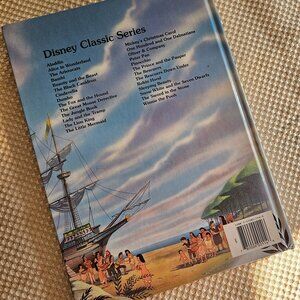 Disney Classic Series
Aladdin
Alice in Wonderland
The Aristocats
Bambi
Beauty and the Beast
The Black Cauldron
Cinderella
Dumbo
The Fox and the Hound
The Great Mouse Detective
The Jungle Book
Lady and the Tramp
The Lion King
The Little Mermaid
Mickey's Christmas Carol
One Hundred and One Dalmatians
Oliver & Company
Peter Pan
Pinocchio
The Prince and the Pauper
The Rescuers
The Rescuers Down Under
Robin Hood
Sleeping Beauty
Snow White and the Seven Dwarfs
The Sword in the Stone
Winnie the Pooh